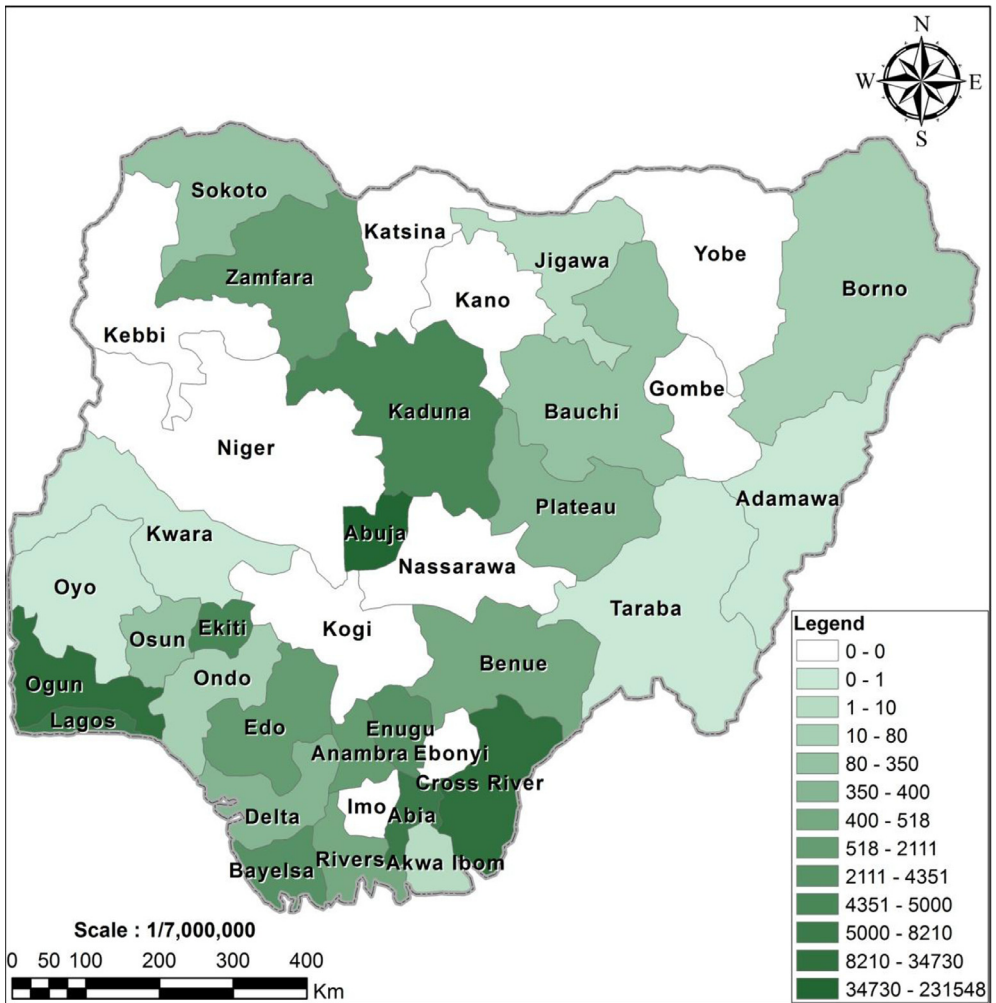 N
W E
S
Sokoto
Katsina
Yobe
Jigawa
Zamfara
Borno
Kano
Kebbi
Gombe
Kaduna
Bauchi
Niger
Adamawa
Plateau
Abuja
Kwara
Nassarawa
Oyo
Taraba
Ekiti
Kogi
Osun
Benue
Ondo
Ogun
Lagos
Edo
Enugu
Anambra
Ebonyi
Cross River
Imo
Abia
Delta
Rivers
Akwa Ibom
Bayelsa
Legend
0 - 0
0 - 1
1 - 10
10 - 80
80 - 350
350 - 400
400 - 518
518 - 2111
2111 - 4351
4351 - 5000
5000 - 8210
8210 - 34730
34730 - 231548
Scale : 1/7,000,000
0 50 100 200 300 400
Km